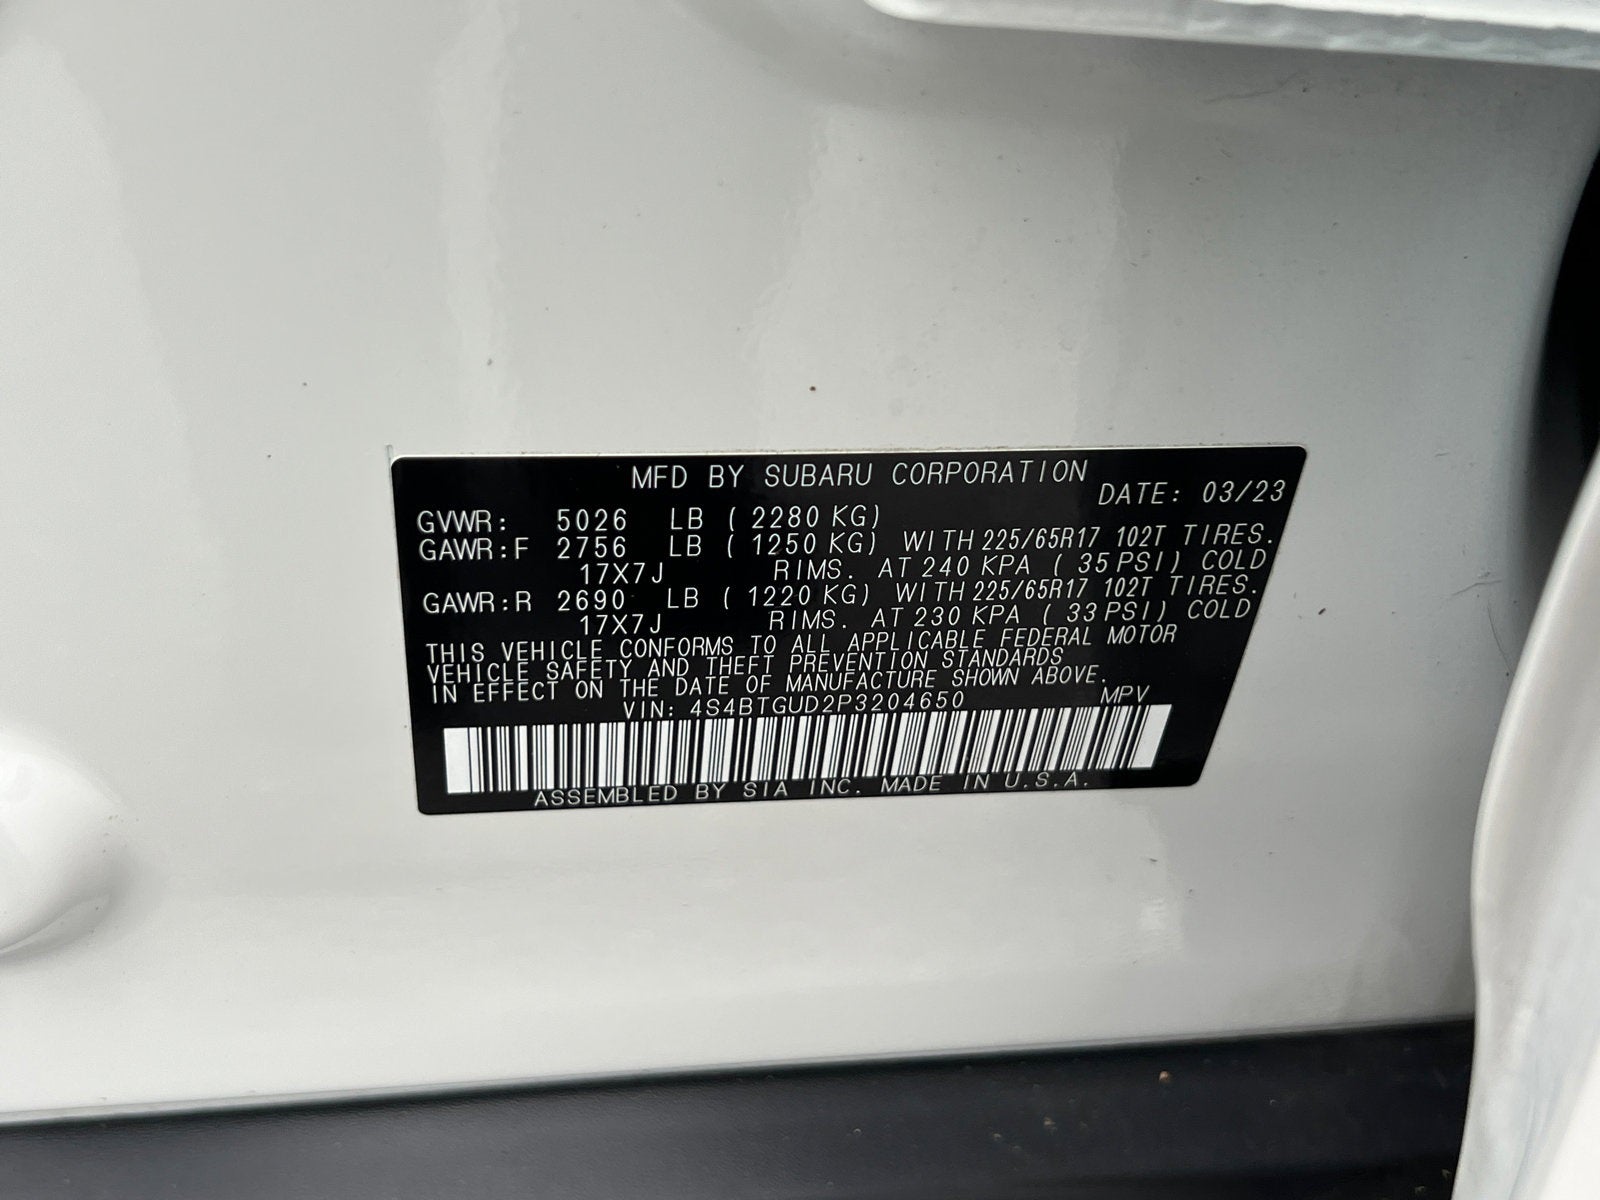 MFD BY SUBARU CORPORATION
DATE: 03/23
GVWR: 5026 LB ( 2280 KG)
GAWR:F 2756 LB ( 1250 KG) WITH 225/65R17 102T TIRES.
17X7J RIMS. AT 240 KPA ( 35 PSI) COLD
GAWR:R 2690 LB ( 1220 KG) WITH 225/65R17 102T TIRES.
17X7J RIMS. AT 230 KPA ( 33 PSI) COLD
THIS VEHICLE CONFORMS TO ALL APPLICABLE FEDERAL MOTOR
VEHICLE SAFETY AND THEFT PREVENTION STANDARDS
IN EFFECT ON THE DATE OF MANUFACTURE SHOWN ABOVE.
VIN: 4S4BTGUD2P3204650 MPV
ASSEMBLED BY SIA INC. MADE IN U.S.A.